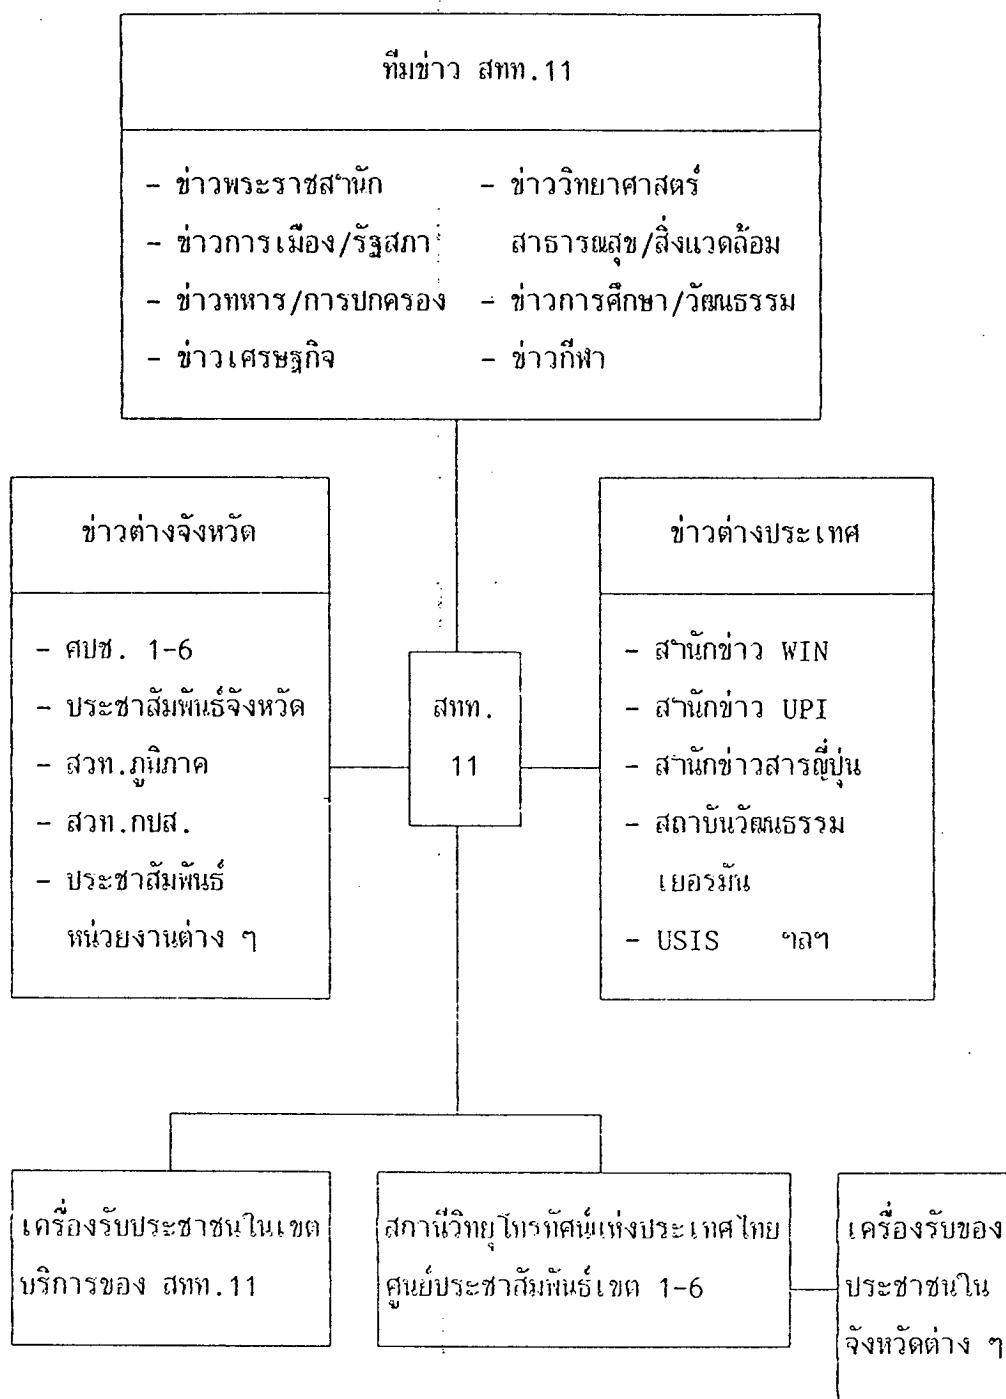 ทีมข่าว สทท.11
- ข่าวพระราชสำนัก
- ข่าวการเมือง/รัฐสภา
- ข่าวทหาร/การปกครอง
- ข่าวเศรษฐกิจ
- ข่าววิทยาศาสตร์
สาธารณสุข/สิ่งแวดล้อม
- ข่าวการศึกษา/วัฒนธรรม
- ข่าวกีฬา
ข่าวต่างจังหวัด
- ศปช. 1-6
- ประชาสัมพันธ์จังหวัด
- สวท.ภูมิภาค
- สวท.กปส.
- ประชาสัมพันธ์
หน่วยงานต่าง ๆ
สทท.
11
ข่าวต่างประเทศ
- สำนักข่าว WIN
- สำนักข่าว UPI
- สำนักข่าวสารญี่ปุ่น
- สถาบันวัฒนธรรม
เยอรมัน
- USIS ฯลฯ
เครื่องรับประชาชนในเขต
บริการของ สทท.11
สถานีวิทยุโทรทัศน์แห่งประเทศไทย
ศูนย์ประชาสัมพันธ์เขต 1-6
เครื่องรับของ
ประชาชนใน
จังหวัดต่าง ๆ